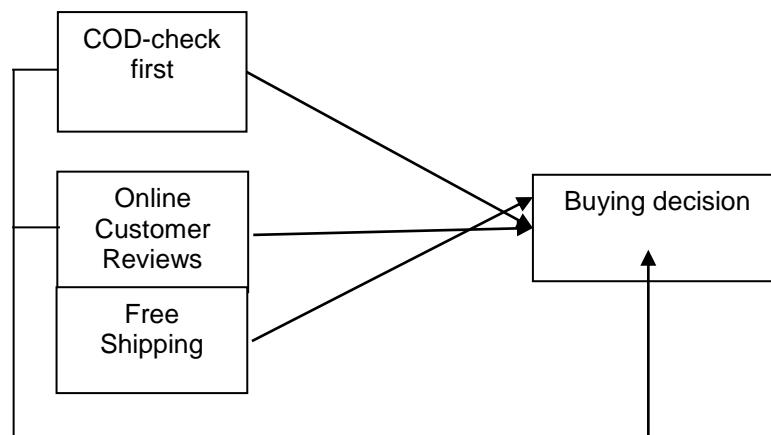 COD-check
first
Online
Customer
Reviews
Free
Shipping
Buying decision